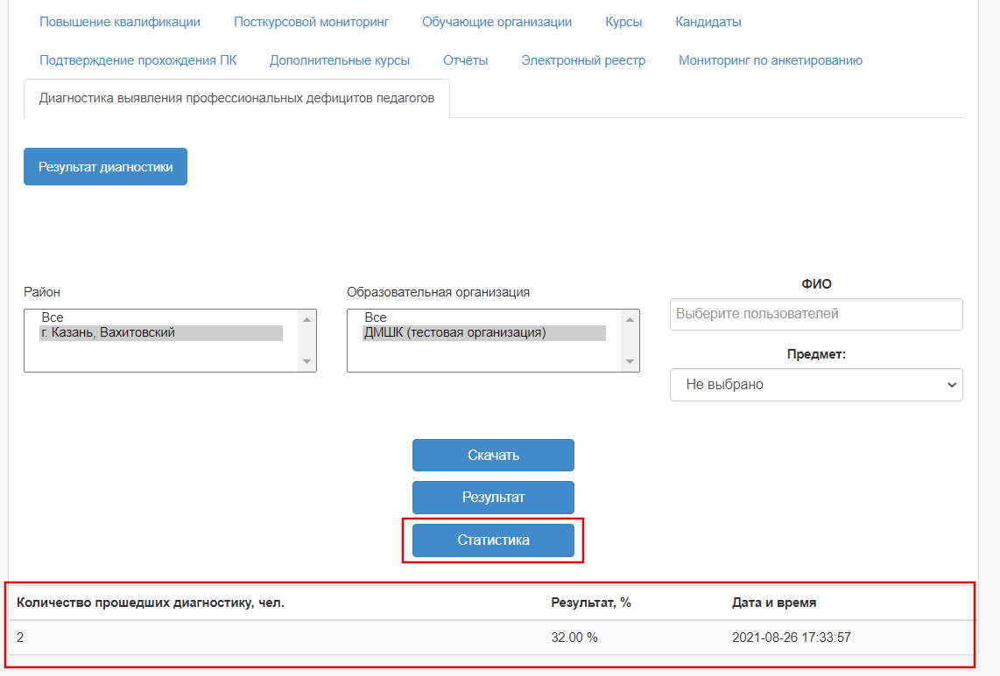 Повышение квалификации Посткурсовой мониторинг Обучающие организации Курсы Кандидаты
Подтверждение прохождения ПК Дополнительные курсы Отчёты Электронный реестр Мониторинг по анкетированию
Диагностика выявления профессиональных дефицитов педагогов
Результат диагностики
Район
Все
г. Казань, Вахитовский
Образовательная организация
Все
ДМШК (тестовая организация)
ФИО
Выберите пользователей
Предмет:
Не выбрано
Скачать
Результат
Статистика
Количество прошедших диагностику, чел. Результат, % Дата и время
2 32.00 % 2021-08-26 17:33:57